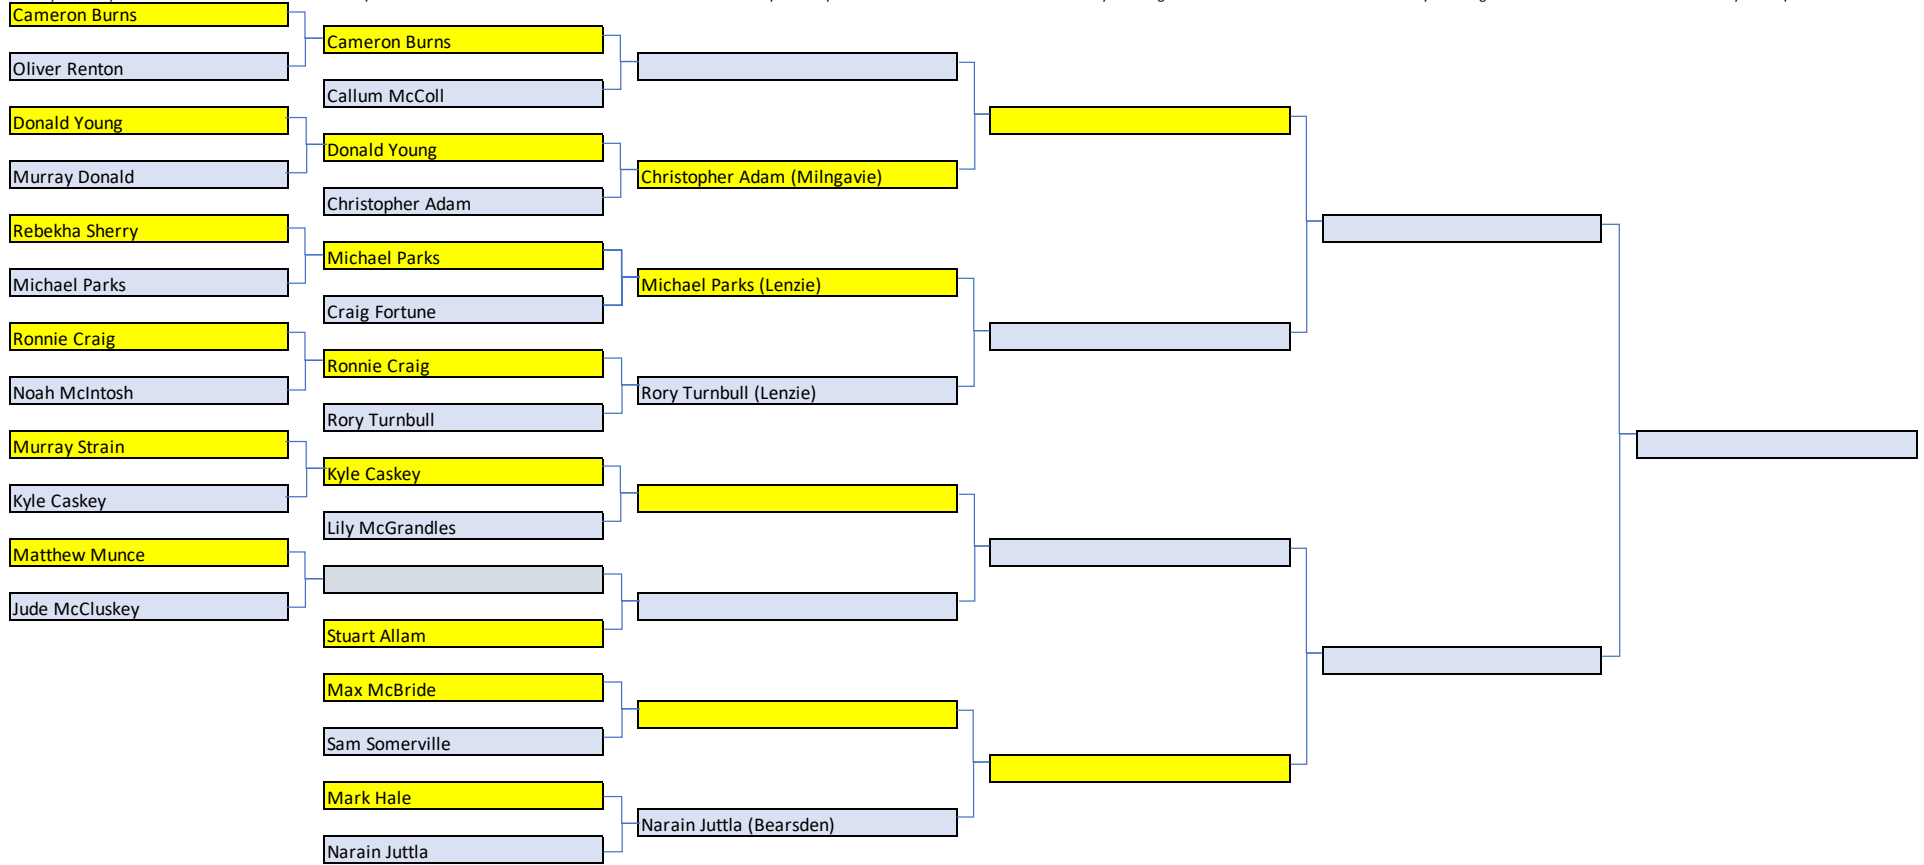 Cameron Burns
Oliver Renton
Donald Young
Murray Donald
Rebekha Sherry
Michael Parks
Ronnie Craig
Noah McIntosh
Murray Strain
Kyle Caskey
Matthew Munce
Jude McCluskey
Cameron Burns
Callum McColl
Donald Young
Christopher Adam
Michael Parks
Craig Fortune
Ronnie Craig
Rory Turnbull
Kyle Caskey
Lily McGrandles
Stuart Allam
Max McBride
Sam Somerville
Mark Hale
Narain Juttla
Christopher Adam (Milngavie)
Michael Parks (Lenzie)
Rory Turnbull (Lenzie)
Narain Juttla (Bearsden)